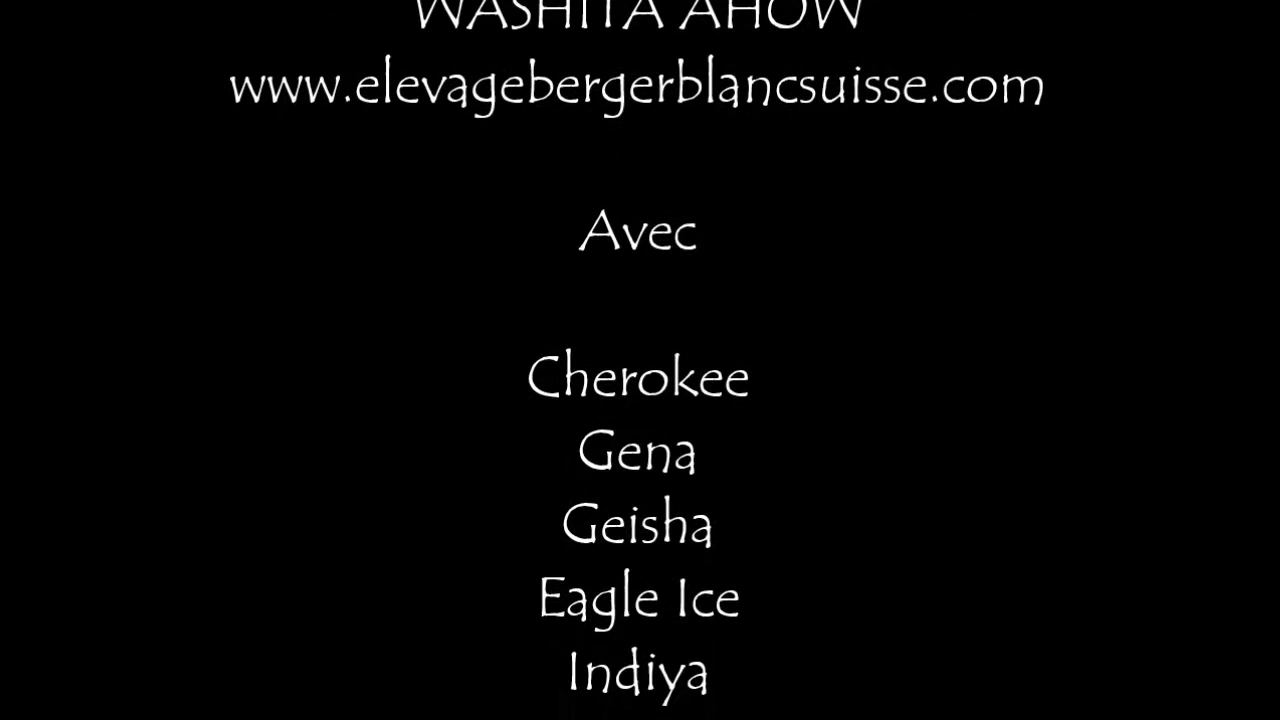 WASHITA AHOW
www.elevagebergerblancsuisse.com
Avec
Cherokee
Gena
Geisha
Eagle Ice
Indiya